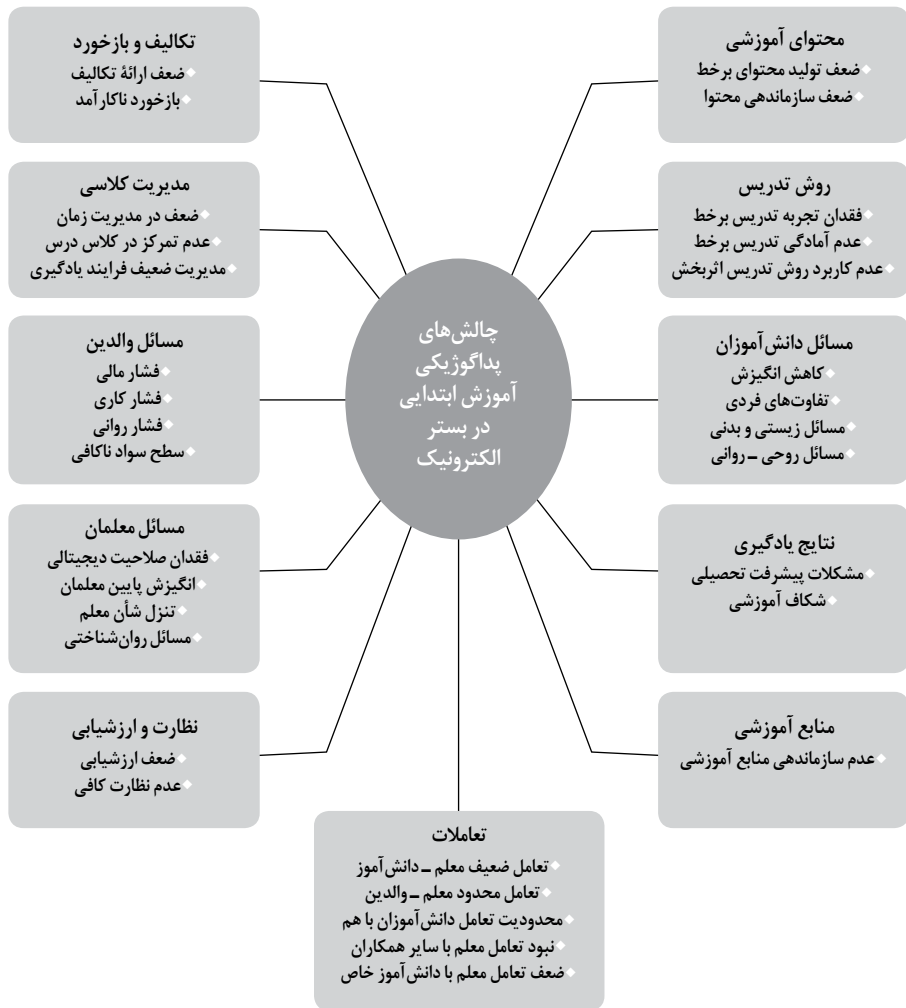 محتوای آموزشی
ضعف تولید محتوای برخط
ضعف سازماندهی محتوا
روش تدریس
فقدان تجربه تدریس برخط
عدم آمادگی تدریس برخط
عدم کاربرد روش تدریس اثربخش
مسائل دانش‌آموزان
کاهش انگیزش
تفاوت‌های فردی
مسائل زیستی و بدنی
مسائل روحی – روانی
نتایج یادگیری
مشکلات پیشرفت تحصیلی
شکاف آموزشی
منابع آموزشی
عدم سازماندهی منابع آموزشی
چالش‌های
پداگوژیکی
آموزش ابتدایی
در بستر
الکترونیک
تکالیف و بازخورد
ضعف ارائهٔ تکالیف
بازخورد ناکارآمد
مدیریت کلاسی
ضعف در مدیریت زمان
عدم تمرکز در کلاس درس
مدیریت ضعیف فرایند یادگیری
مسائل والدین
فشار مالی
فشار کاری
فشار روانی
سطح سواد ناکافی
مسائل معلمان
فقدان صلاحیت دیجیتالی
انگیزش پایین معلمان
تنزل شأن معلم
مسائل روان‌شناختی
نظارت و ارزشیابی
ضعف ارزشیابی
عدم نظارت کافی
تعاملات
تعامل ضعیف معلم – دانش‌آموز
تعامل محدود معلم – والدین
محدودیت تعامل دانش‌آموزان با هم
نبود تعامل معلم با سایر همکاران
ضعف تعامل معلم با دانش‌آموز خاص